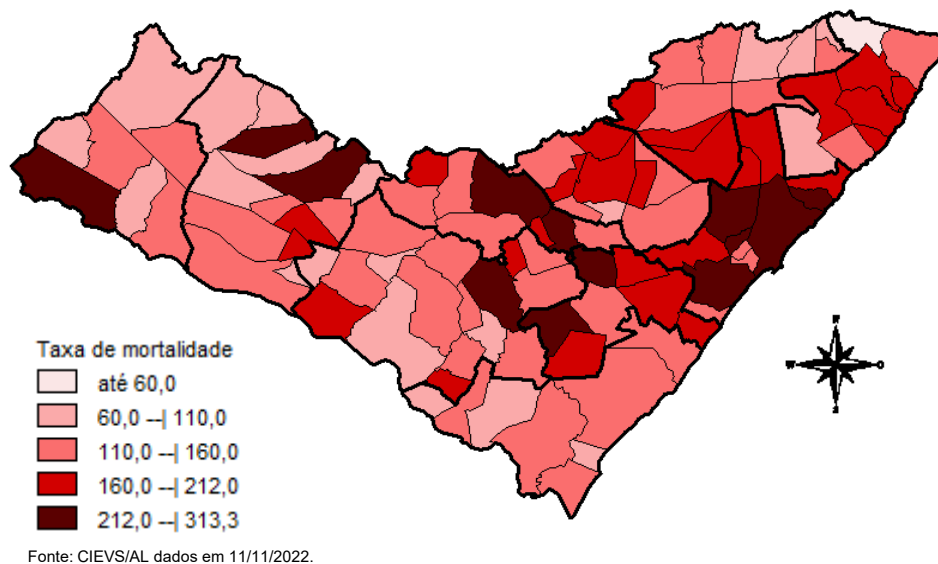 Taxa de mortalidade
até 60,0
60,0 --| 110,0
110,0 --| 160,0
160,0 --| 212,0
212,0 --| 313,3
Fonte: CIEVS/AL dados em 11/11/2022.